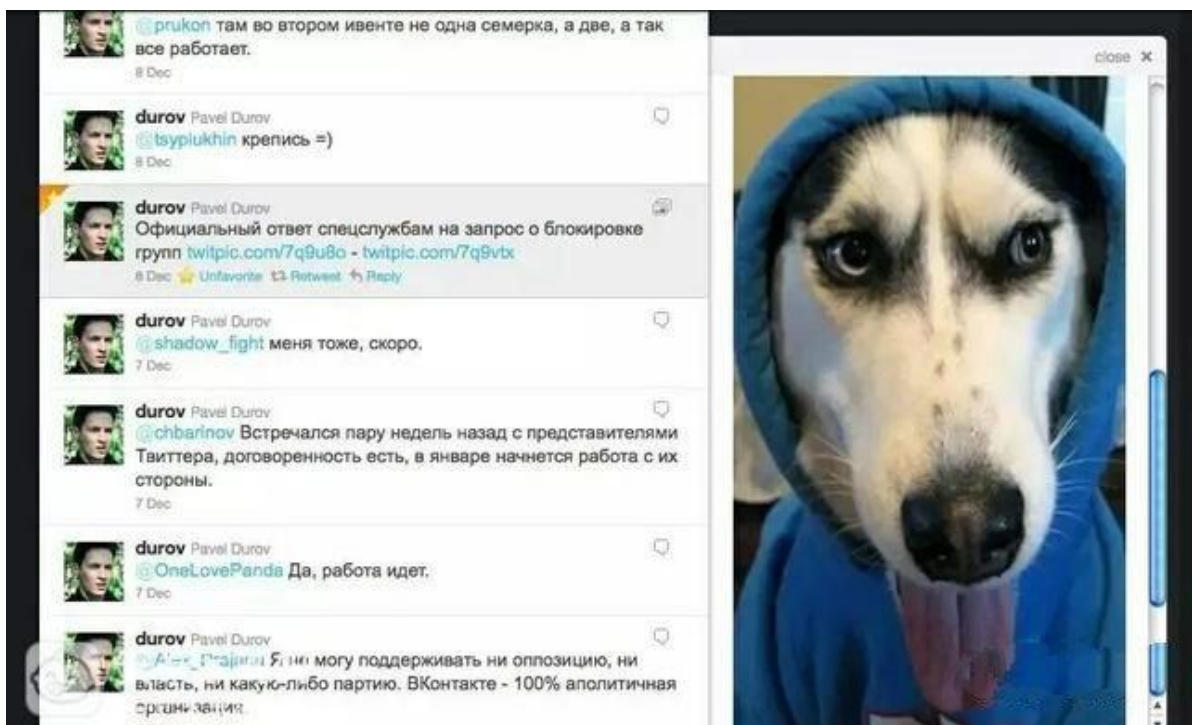 @prukon там во втором ивенте не одна семерка, а две, а так
все работает.
8 Dec
close ×
durov Pavel Durov
@tsyplukhin крепись =)
8 Dec
durov Pavel Durov
Официальный ответ спецслужбам на запрос о блокировке
групп twitpic.com/7q9u8o - twitpic.com/7q9vtx
8 Dec Unfavorite Retweet Reply
durov Pavel Durov
@shadow_fight меня тоже, скоро.
7 Dec
durov Pavel Durov
@chbarinov Встречался пару недель назад с представителями
Твиттера, договоренность есть, в январе начнется работа с их
стороны.
7 Dec
durov Pavel Durov
@OneLovePanda Да, работа идет.
7 Dec
durov Pavel Durov
Я не могу поддерживать ни оппозицию, ни
власть, ни какую-либо партию. ВКонтакте - 100% аполитичная
организация.